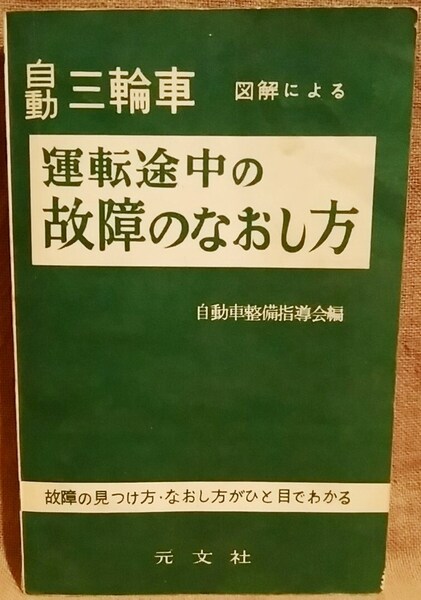 自動三輪車 図解による
運転途中の
故障のなおし方
自動車整備指導会編
故障の見つけ方・なおし方がひと目でわかる
元文社